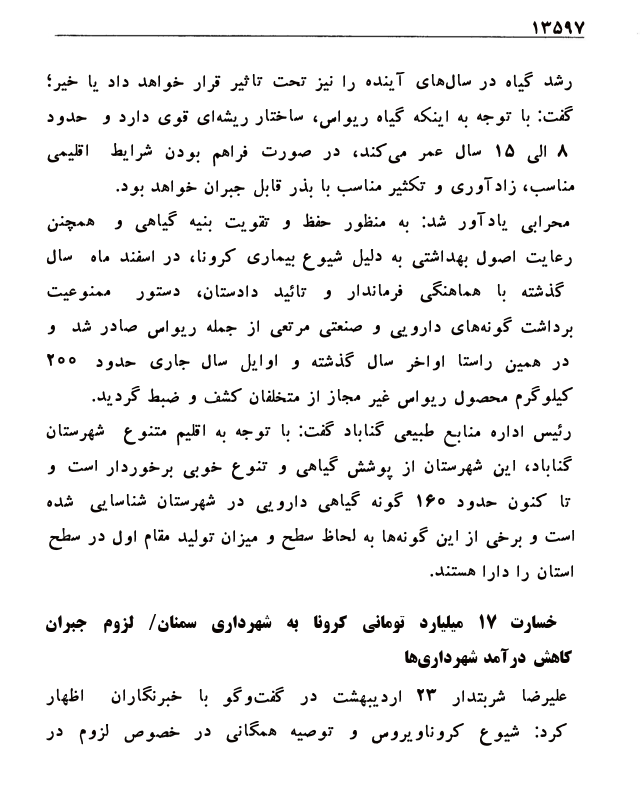 ۱۳۵۹۷
رشد گیاه در سال‌های آینده را نیز تحت تاثیر قرار خواهد داد یا خیر؛
گفت: با توجه به اینکه گیاه ریواس، ساختار ریشه‌ای قوی دارد و حدود
۸ الی ۱۵ سال عمر می‌کند، در صورت فراهم بودن شرایط اقلیمی
مناسب، زادآوری و تکثیر مناسب با بذر قابل جبران خواهد بود.
محرابی یادآور شد: به منظور حفظ و تقویت بنیه گیاهی و همچنن
رعایت اصول بهداشتی به دلیل شیوع بیماری کرونا، در اسفند ماه سال
گذشته با هماهنگی فرماندار و تائید دادستان، دستور ممنوعیت
برداشت گونه‌های دارویی و صنعتی مرتعی از جمله ریواس صادر شد و
در همین راستا اواخر سال گذشته و اوایل سال جاری حدود ۲۰۰
کیلوگرم محصول ریواس غیر مجاز از متخلفان کشف و ضبط گردید.
رئیس اداره منابع طبیعی گناباد گفت: با توجه به اقلیم متنوع شهرستان
گناباد، این شهرستان از پوشش گیاهی و تنوع خوبی برخوردار است و
تا کنون حدود ۱۶۰ گونه گیاهی دارویی در شهرستان شناسایی شده
است و برخی از این گونه‌ها به لحاظ سطح و میزان تولید مقام اول در سطح
استان را دارا هستند.
خسارت ۱۷ میلیارد تومانی کرونا به شهرداری سمنان/ لزوم جبران
کاهش درآمد شهرداری‌ها
علیرضا شربتدار ۲۳ اردیبهشت در گفت‌وگو با خبرنگاران اظهار
کرد: شیوع کروناویروس و توصیه همگانی در خصوص لزوم در